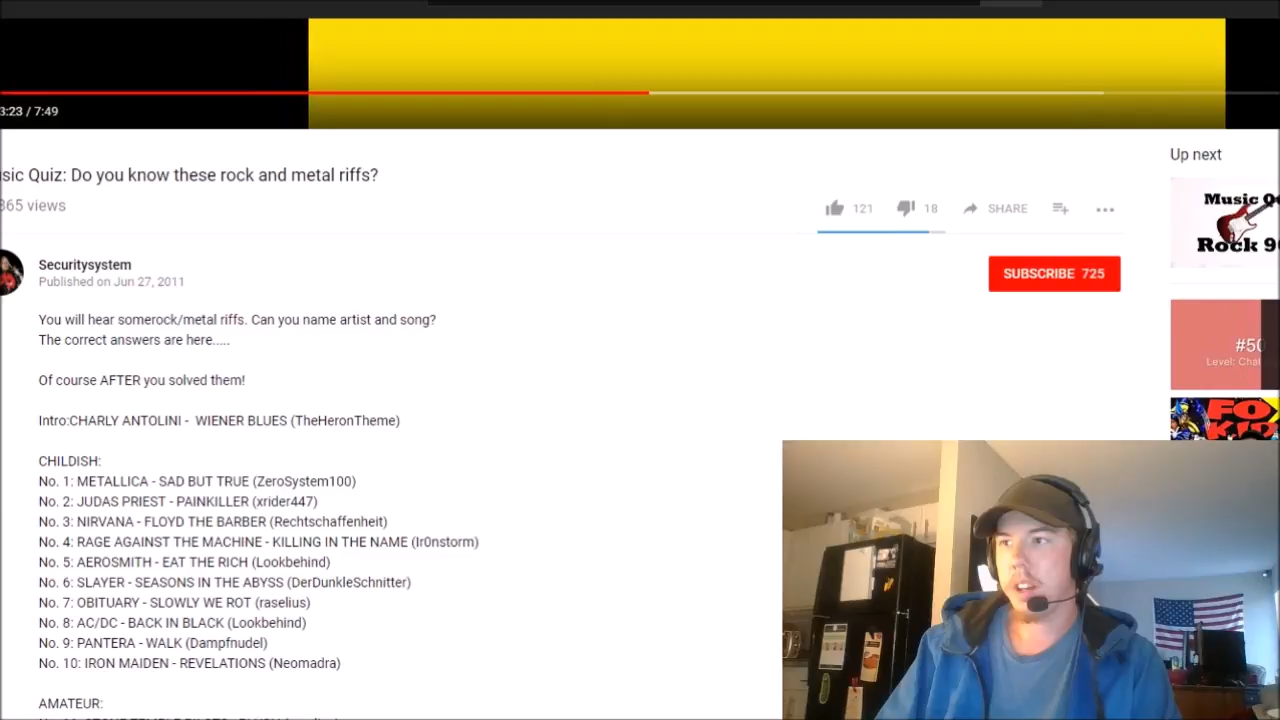 3:23 / 7:49
Up next
sic Quiz: Do you know these rock and metal riffs?
365 views
121
18
SHARE
Music
Rock
Securitysystem
Published on Jun 27, 2011
SUBSCRIBE 725
You will hear somerock/metal riffs. Can you name artist and song?
The correct answers are here.....
#50
Level:
Of course AFTER you solved them!
Intro:CHARLY ANTOLINI - WIENER BLUES (TheHeronTheme)
FO
KID
CHILDISH:
No. 1: METALLICA - SAD BUT TRUE (ZeroSystem100)
No. 2: JUDAS PRIEST - PAINKILLER (xrider447)
No. 3: NIRVANA - FLOYD THE BARBER (Rechtschaffenheit)
No. 4: RAGE AGAINST THE MACHINE - KILLING IN THE NAME (Ir0nstorm)
No. 5: AEROSMITH - EAT THE RICH (Lookbehind)
No. 6: SLAYER - SEASONS IN THE ABYSS (DerDunkleSchnitter)
No. 7: OBITUARY - SLOWLY WE ROT (raselius)
No. 8: AC/DC - BACK IN BLACK (Lookbehind)
No. 9: PANTERA - WALK (Dampfnudel)
No. 10: IRON MAIDEN - REVELATIONS (Neomadra)
AMATEUR: